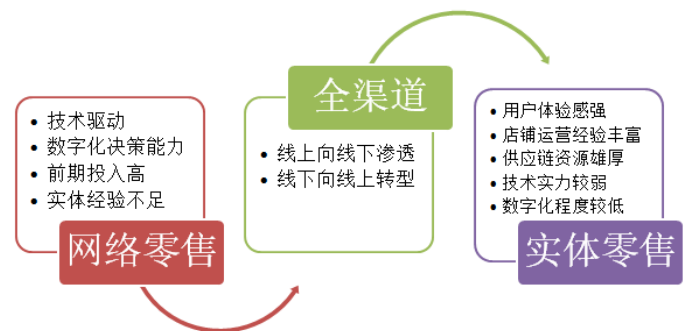 • 技术驱动
• 数字化决策能力
• 前期投入高
• 实体经验不足
网络零售
全渠道
• 线上向线下渗透
• 线下向线上转型
• 用户体验感强
• 店铺运营经验丰富
• 供应链资源雄厚
• 技术实力较弱
• 数字化程度较低
实体零售